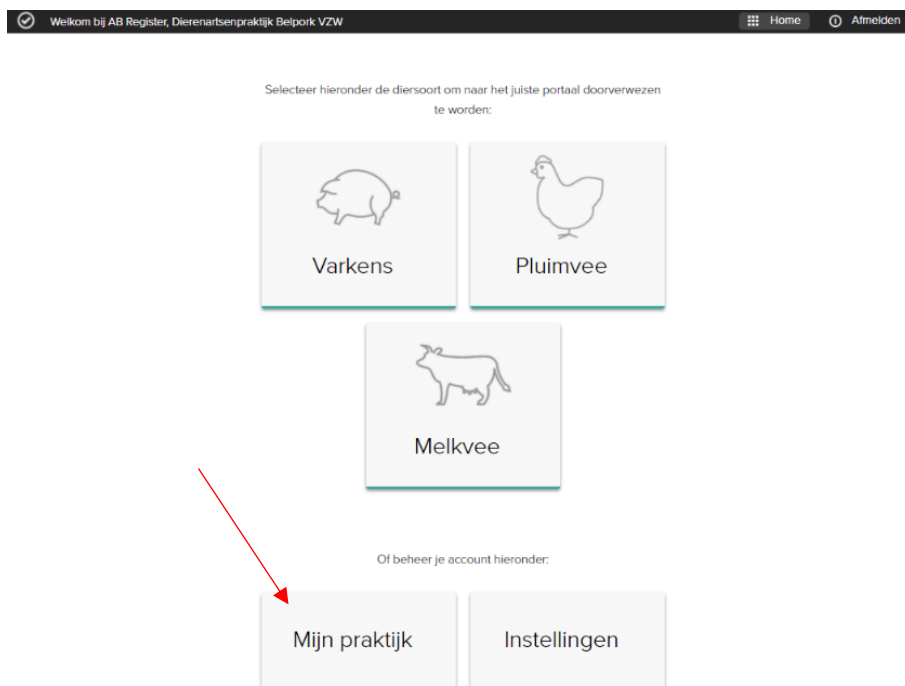 Welkom bij AB Register, Dierenartsenpraktijk Belpork VZW
Home
Afmelden
Selecteer hieronder de diersoort om naar het juiste portaal doorverwezen
te worden:
Varkens
Pluimvee
Melkvee
Of beheer je account hieronder:
Mijn praktijk
Instellingen